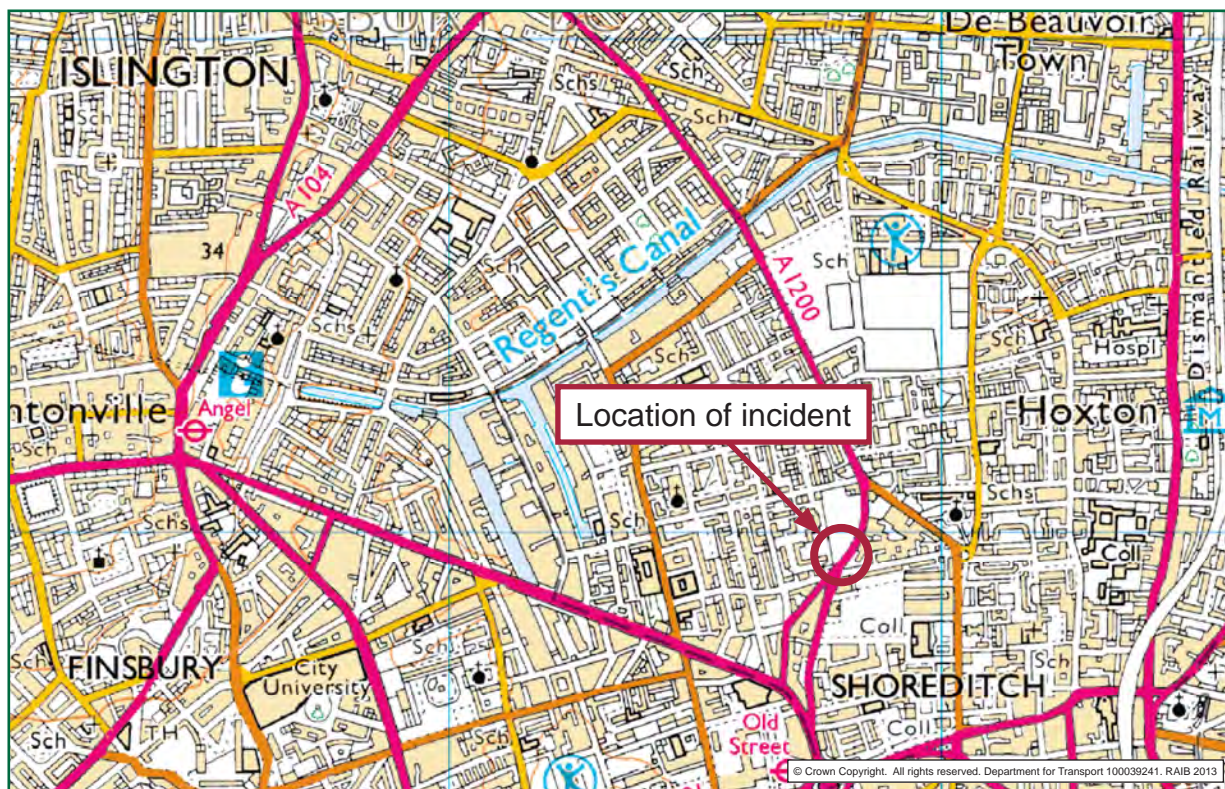 De Beauvoir
Town
ISLINGTON
Sch
Schs
Sch
Sch
A104
34
Sch
Regent's Canal
A1200
Sch
Dismantled Railway
Schs
Sch
Sch
Hospl
ntonville
Angel
Location of incident
Hoxton
Sch
Schs
Sch
Schs
Coll
Coll
FINSBURY
City
University
Sch
Sch
SHOREDITCH
Sch
TH
Sch
Old
Street
Coll
© Crown Copyright. All rights reserved. Department for Transport 100039241. RAIB 2013